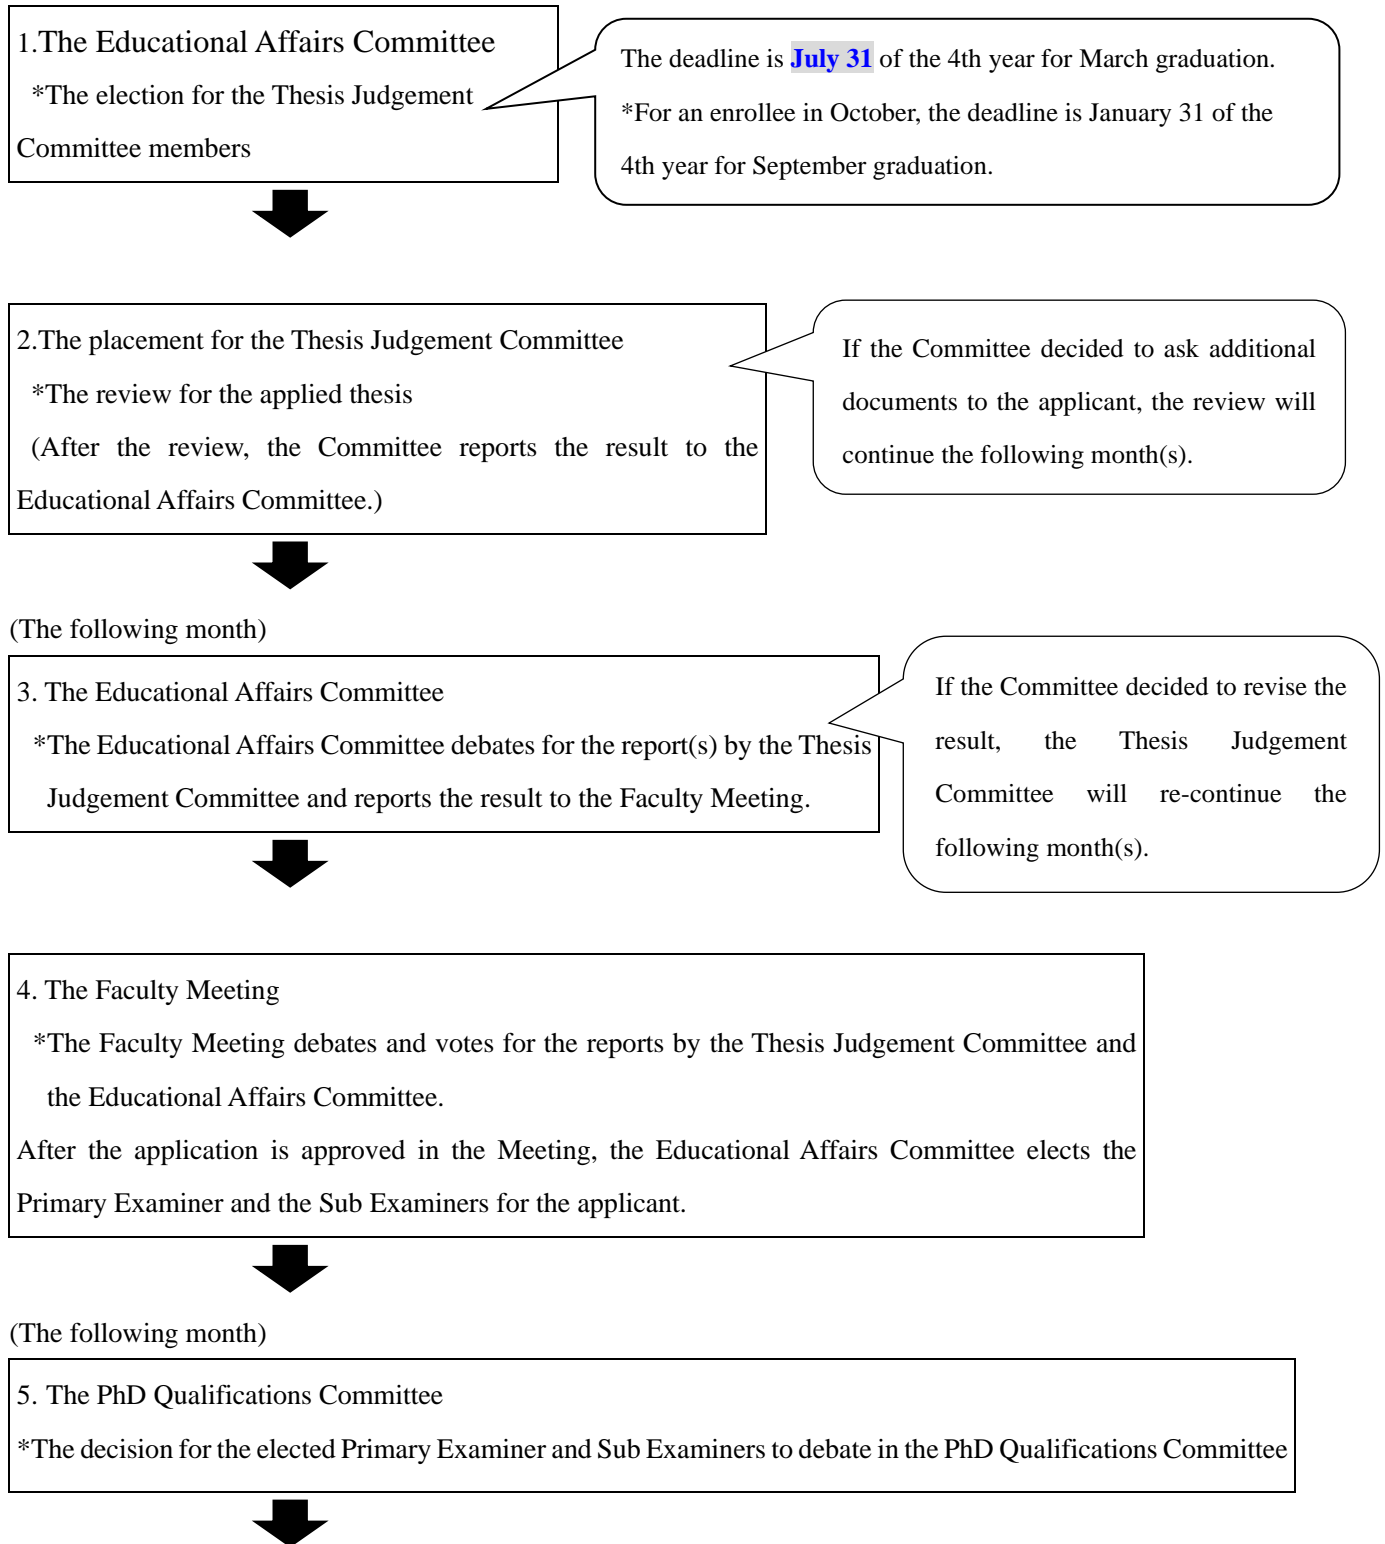 1.The Educational Affairs Committee
*The election for the Thesis Judgement
Committee members
The deadline is July 31 of the 4th year for March graduation.
*For an enrollee in October, the deadline is January 31 of the
4th year for September graduation.
2.The placement for the Thesis Judgement Committee
*The review for the applied thesis
(After the review, the Committee reports the result to the
Educational Affairs Committee.)
If the Committee decided to ask additional
documents to the applicant, the review will
continue the following month(s).
(The following month)
3. The Educational Affairs Committee
*The Educational Affairs Committee debates for the report(s) by the Thesis
Judgement Committee and reports the result to the Faculty Meeting.
If the Committee decided to revise the
result, the Thesis Judgement
Committee will re-continue the
following month(s).
4. The Faculty Meeting
*The Faculty Meeting debates and votes for the reports by the Thesis Judgement Committee and
the Educational Affairs Committee.
After the application is approved in the Meeting, the Educational Affairs Committee elects the
Primary Examiner and the Sub Examiners for the applicant.
(The following month)
5. The PhD Qualifications Committee
*The decision for the elected Primary Examiner and Sub Examiners to debate in the PhD Qualifications Committee